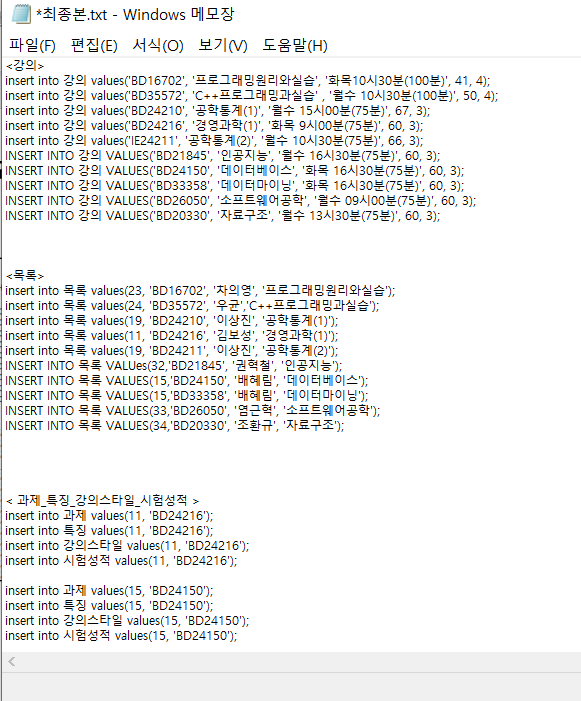 *최종본.txt - Windows 메모장
파일(F) 편집(E) 서식(O) 보기(V) 도움말(H)
<강의>
insert into 강의 values('BD16702', '프로그래밍원리와실습', '화목10시30분(100분)', 41, 4);
insert into 강의 values('BD35572', 'C++프로그래밍과실습' , '월수 10시30분(100분)', 50, 4);
insert into 강의 values('BD24210', '공학통계(1)', '월수 15시00분(75분)', 67, 3);
insert into 강의 values('BD24216', '경영과학(1)', '화목 9시00분(75분)', 60, 3);
insert into 강의 values('IE24211', '공학통계(2)', '월수 10시30분(75분)', 66, 3);
INSERT INTO 강의 VALUES('BD21845', '인공지능', '월수 16시30분(75분)', 60, 3);
INSERT INTO 강의 VALUES('BD24150', '데이터베이스', '화목 16시30분(75분)', 60, 3);
INSERT INTO 강의 VALUES('BD33358', '데이터마이닝', '화목 16시30분(75분)', 60, 3);
INSERT INTO 강의 VALUES('BD26050', '소프트웨어공학', '월수 09시00분(75분)', 60, 3);
INSERT INTO 강의 VALUES('BD20330', '자료구조', '월수 13시30분(75분)', 60, 3);
<목록>
insert into 목록 values(23, 'BD16702', '차의영', '프로그래밍원리와실습');
insert into 목록 values(24, 'BD35572', '우균','C++프로그래밍과실습');
insert into 목록 values(19, 'BD24210', '이상진', '공학통계(1)');
insert into 목록 values(11, 'BD24216', '김보성', '경영과학(1)');
insert into 목록 values(19, 'BD24211', '이상진', '공학통계(2)');
INSERT INTO 목록 VALUes(32,'BD21845', '권혁철', '인공지능');
INSERT INTO 목록 VALUES(15,'BD24150', '배혜림', '데이터베이스');
INSERT INTO 목록 VALUES(15,'BD33358', '배혜림', '데이터마이닝');
INSERT INTO 목록 VALUES(33,'BD26050', '염근혁', '소프트웨어공학');
INSERT INTO 목록 VALUES(34,'BD20330', '조환규', '자료구조');
< 과제_특징_강의스타일_시험성적 >
insert into 과제 values(11, 'BD24216');
insert into 특징 values(11, 'BD24216');
insert into 강의스타일 values(11, 'BD24216');
insert into 시험성적 values(11, 'BD24216');
insert into 과제 values(15, 'BD24150');
insert into 특징 values(15, 'BD24150');
insert into 강의스타일 values(15, 'BD24150');
insert into 시험성적 values(15, 'BD24150');